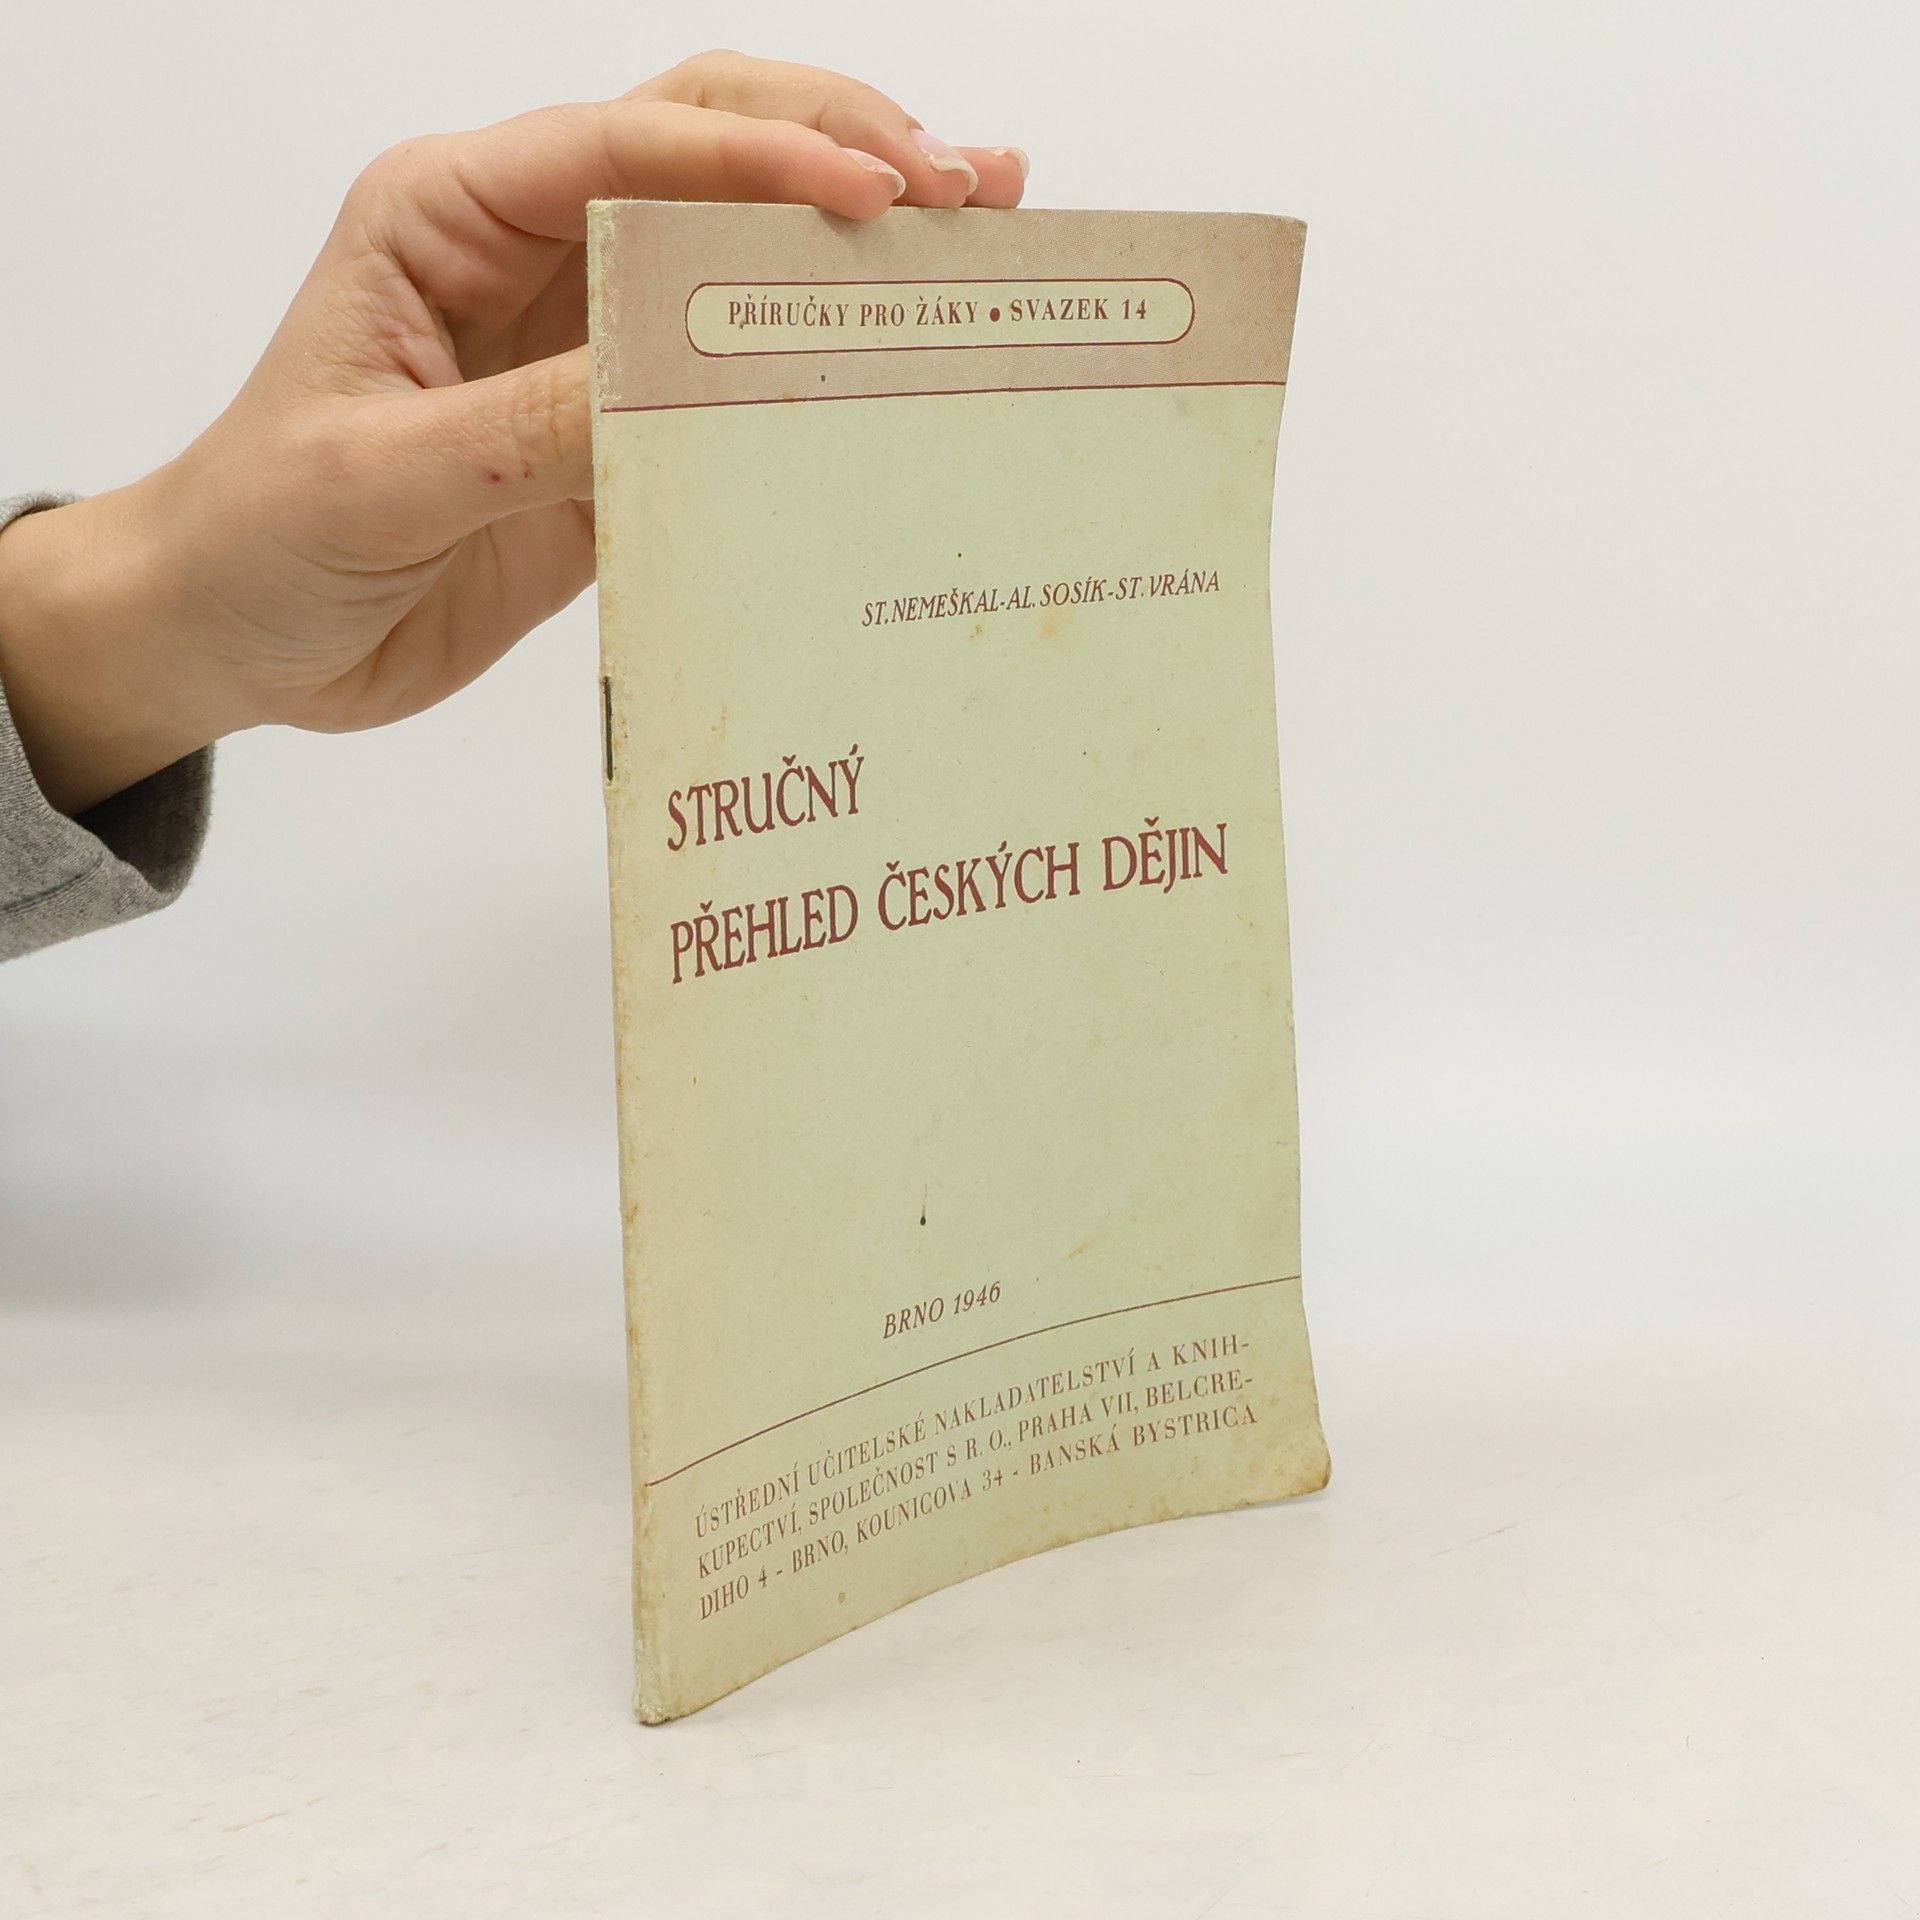 PŘÍRUČKY PRO ŽÁKY • SVAZEK 14
ST. NEMEŠKAL-AL. SOSÍK-ST. VRÁNA
STRUČNÝ
PŘEHLED ČESKÝCH DĚJIN
BRNO 1946
ÚSTŘEDNÍ UČITELSKÉ NAKLADATELSTVÍ A KNIH-
KUPECTVÍ, SPOLEČNOST S R. O., PRAHA VII, BELCRE-
DIHO 4 - BRNO, KOUNICOVA 34 - BANSKÁ BYSTRICA